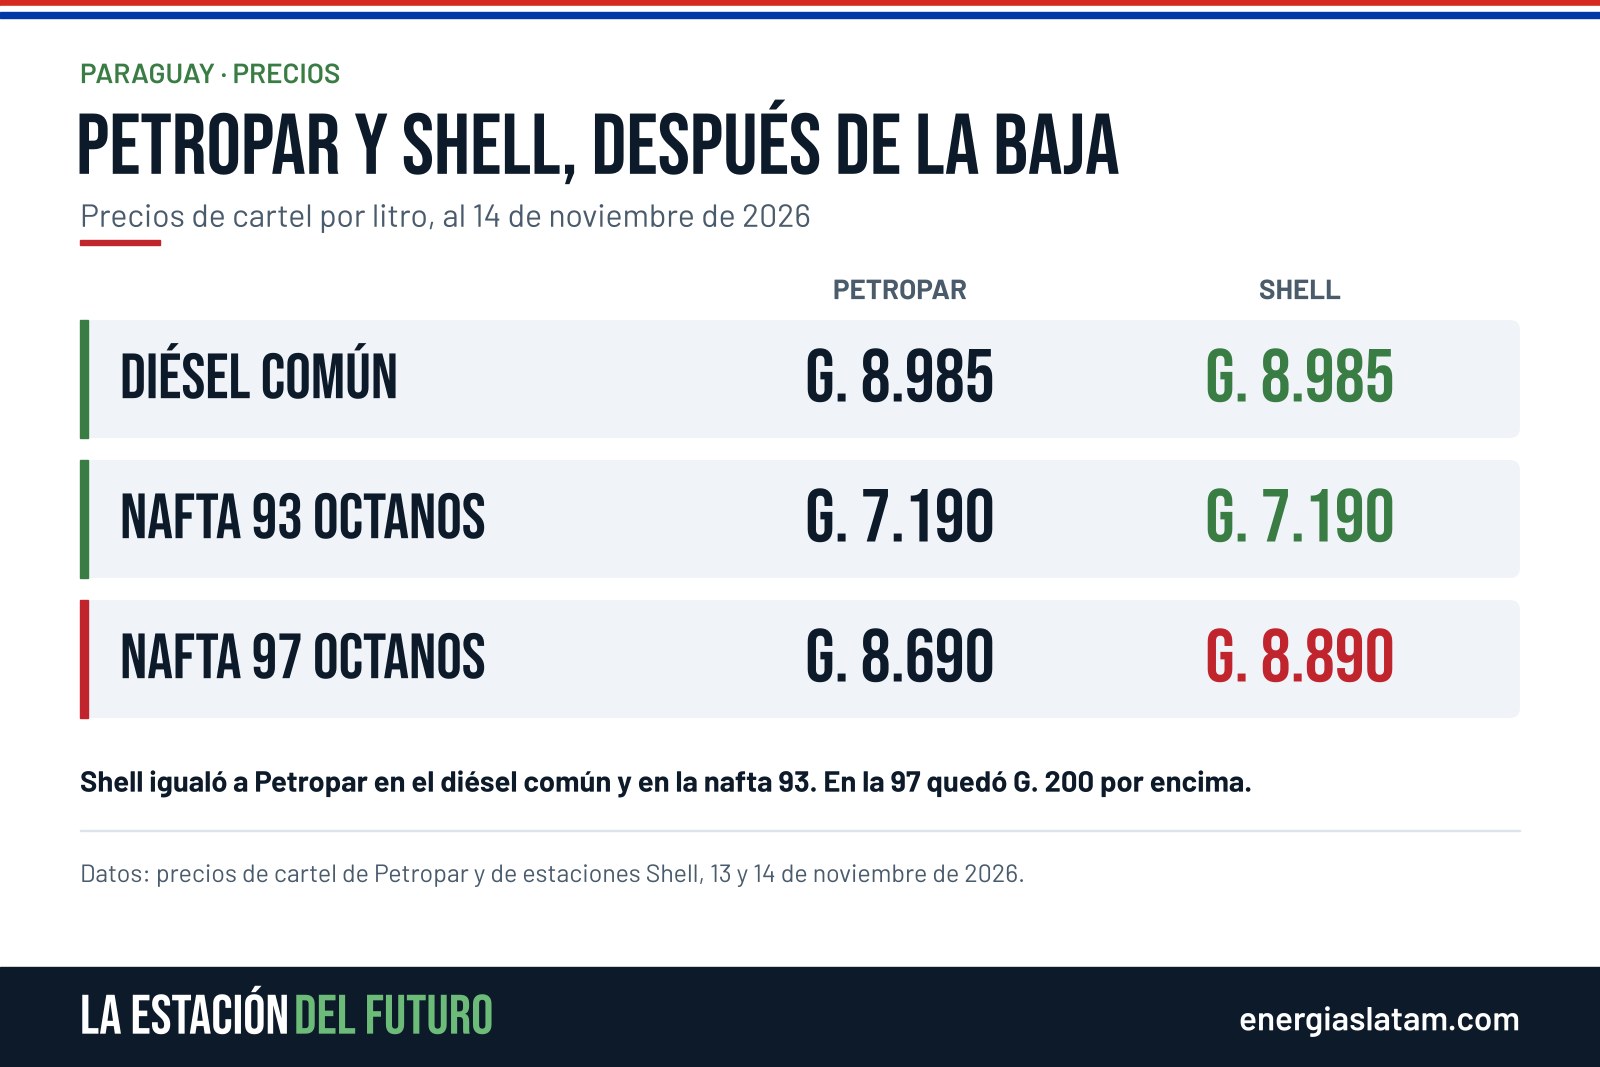 PARAGUAY · PRECIOS
PETROPAR Y SHELL, DESPUÉS DE LA BAJA
Precios de cartel por litro, al 14 de noviembre de 2026
PETROPAR SHELL
DIÉSEL COMÚN G. 8.985 G. 8.985
NAFTA 93 OCTANOS G. 7.190 G. 7.190
NAFTA 97 OCTANOS G. 8.690 G. 8.890
Shell igualó a Petropar en el diésel común y en la nafta 93. En la 97 quedó G. 200 por encima.
Datos: precios de cartel de Petropar y de estaciones Shell, 13 y 14 de noviembre de 2026.
LA ESTACIÓN DEL FUTURO energiaslatam.com